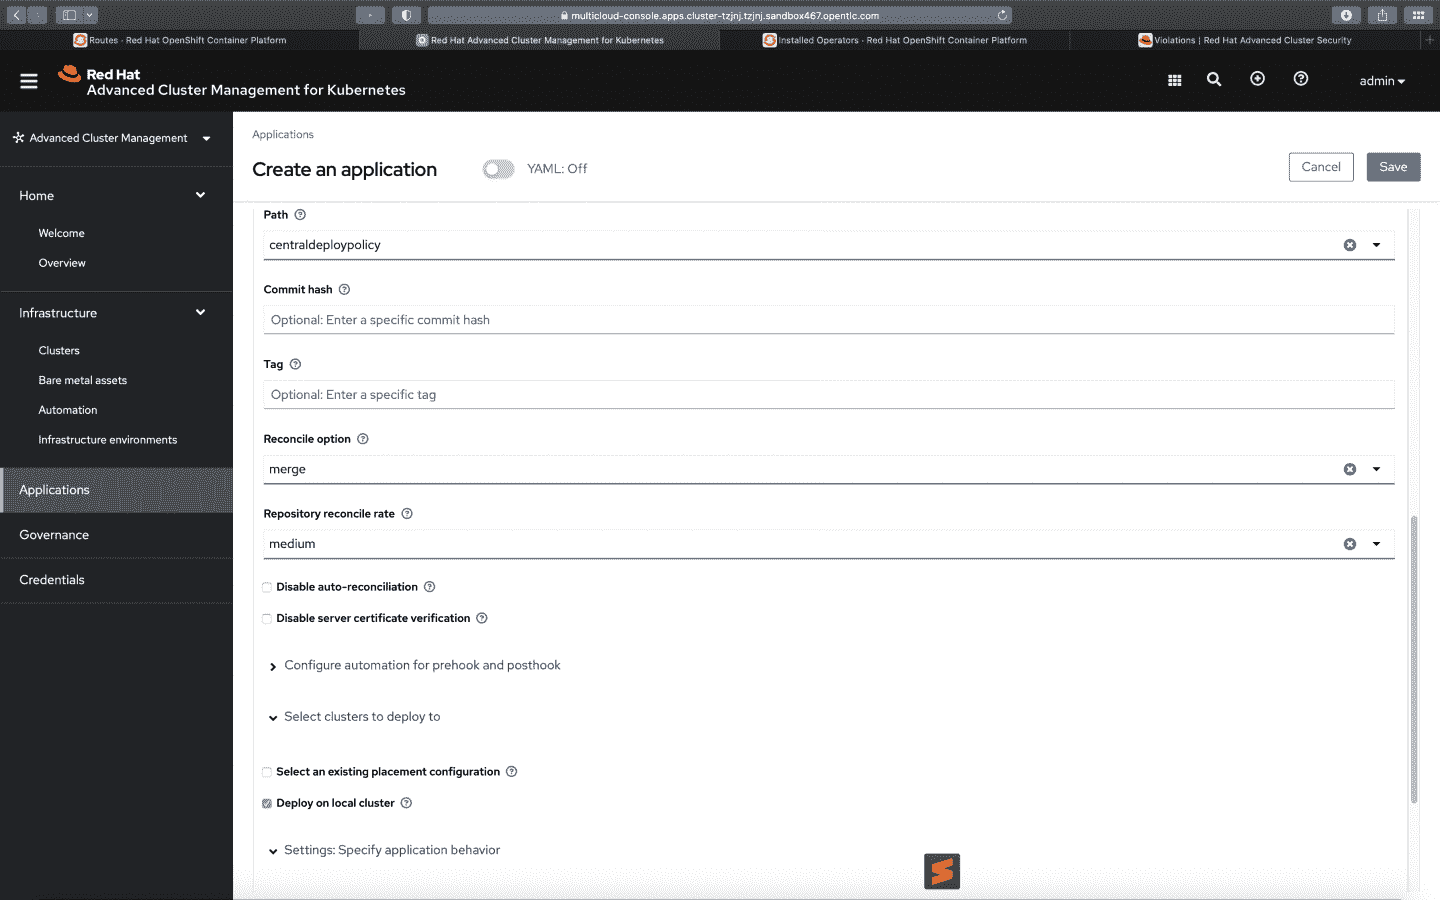 multicloud-console.apps.cluster-tzjnj.tzjnj.sandbox467.opentlc.com
Routes · Red Hat OpenShift Container Platform
Red Hat Advanced Cluster Management for Kubernetes
Installed Operators · Red Hat OpenShift Container Platform
Violations | Red Hat Advanced Cluster Security
Red Hat
Advanced Cluster Management for Kubernetes
admin
Advanced Cluster Management
Home
Welcome
Overview
Infrastructure
Clusters
Bare metal assets
Automation
Infrastructure environments
Applications
Governance
Credentials
Applications
Create an application
YAML: Off
Cancel
Save
Path
centraldeploypolicy
Commit hash
Optional: Enter a specific commit hash
Tag
Optional: Enter a specific tag
Reconcile option
merge
Repository reconcile rate
medium
Disable auto-reconciliation
Disable server certificate verification
Configure automation for prehook and posthook
Select clusters to deploy to
Select an existing placement configuration
Deploy on local cluster
Settings: Specify application behavior